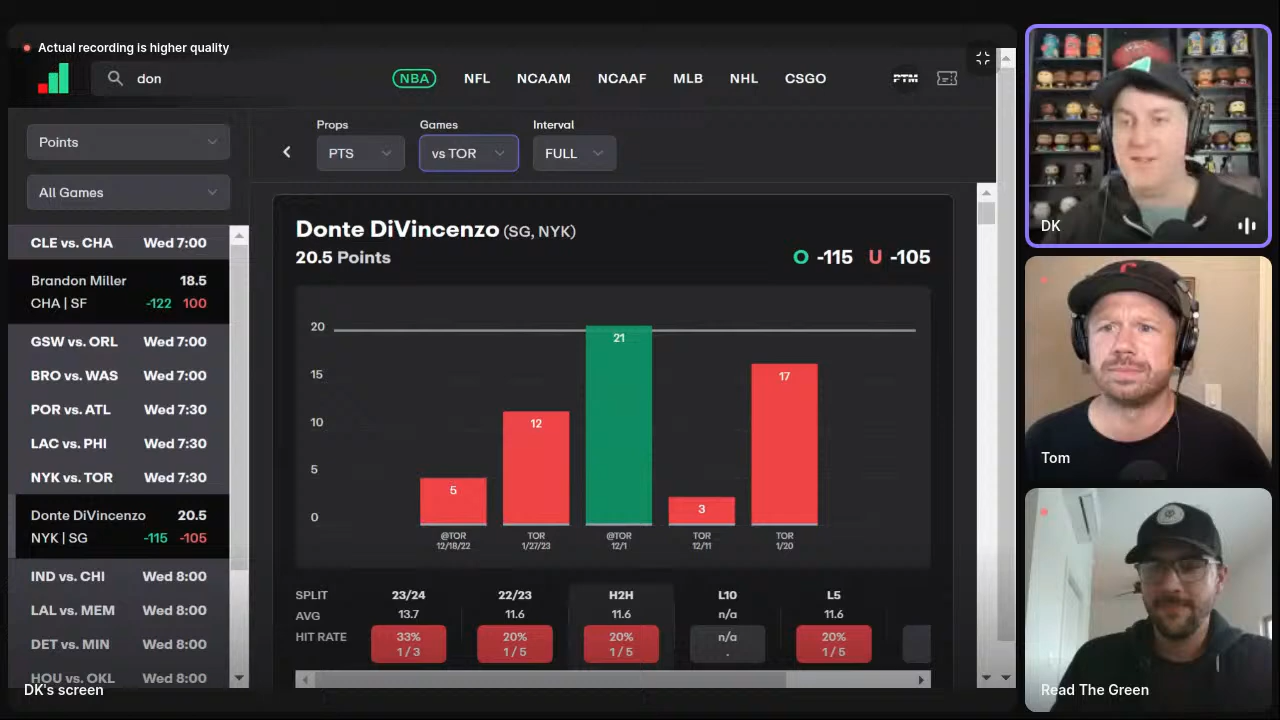 Actual recording is higher quality
don
NBA NFL NCAAM NCAAF MLB NHL CSGO
Points
All Games
Props Games Interval
PTS vs TOR FULL
CLE vs. CHA Wed 7:00
Brandon Miller 18.5
CHA | SF -122 100
GSW vs. ORL Wed 7:00
BRO vs. WAS Wed 7:00
POR vs. ATL Wed 7:30
LAC vs. PHI Wed 7:30
NYK vs. TOR Wed 7:30
Donte DiVincenzo 20.5
NYK | SG -115 -105
IND vs. CHI Wed 8:00
LAL vs. MEM Wed 8:00
DET vs. MIN Wed 8:00
HOU vs. OKL Wed 8:00
DK's screen
Donte DiVincenzo (SG, NYK)
20.5 Points O -115 U -105
20
15
10
5
0
5 12 21 3 17
@TOR TOR @TOR TOR TOR
12/18/22 1/27/23 12/1 12/11 1/20
SPLIT 23/24 22/23 H2H L10 L5
AVG 13.7 11.6 11.6 n/a 11.6
HIT RATE 33% 20% 20% n/a 20%
1 / 3 1 / 5 1 / 5 . 1 / 5
DK
Tom
Read The Green